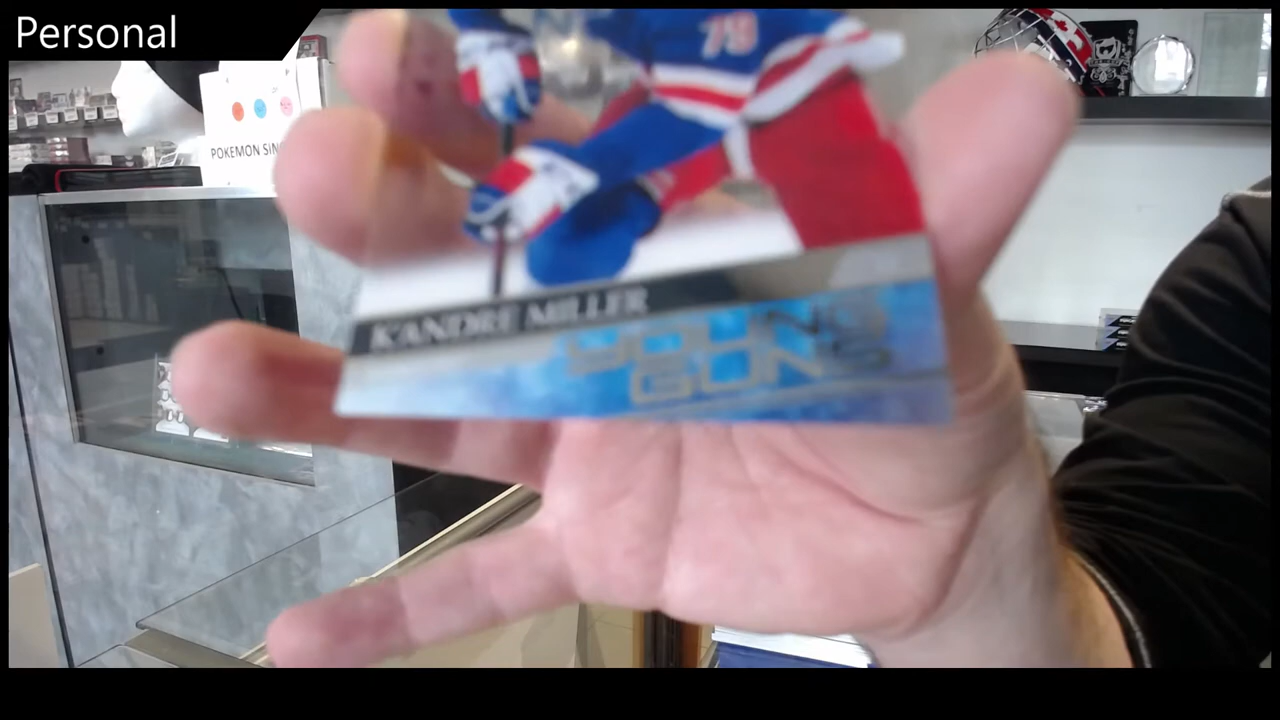 Personal
POKEMON SIN
79
KANDRE MILLER
YOUNG
GUNS